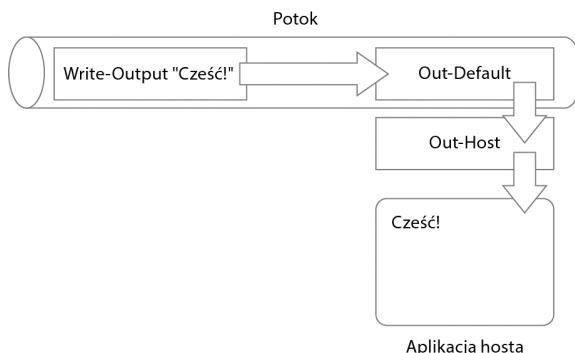 Potok
Write-Output "Cześć!"
Out-Default
Out-Host
Cześć!
Aplikacja hosta